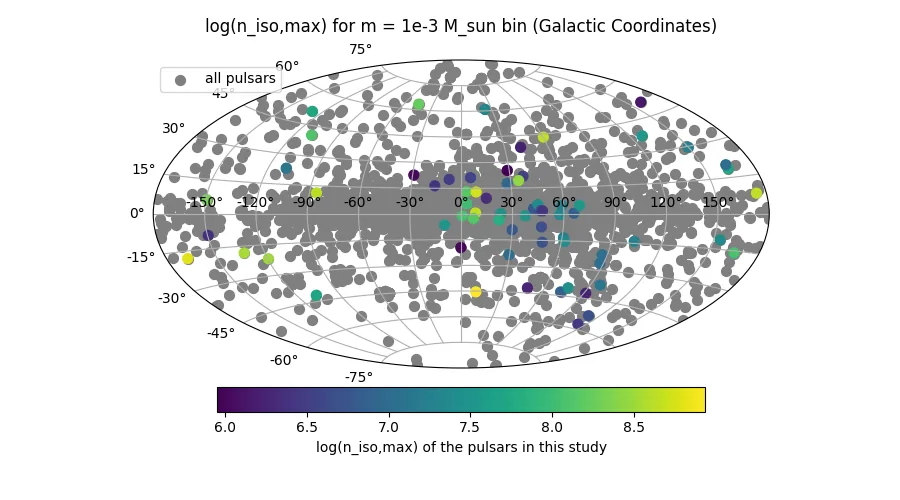 log(n_iso,max) for m = 1e-3 M_sun bin (Galactic Coordinates)
all pulsars
75°
60°
45°
30°
15°
0°
-15°
-30°
-45°
-60°
-75°
-150° -120° -90° -60° -30° 0° 30° 60° 90° 120° 150°
6.0 6.5 7.0 7.5 8.0 8.5
log(n_iso,max) of the pulsars in this study